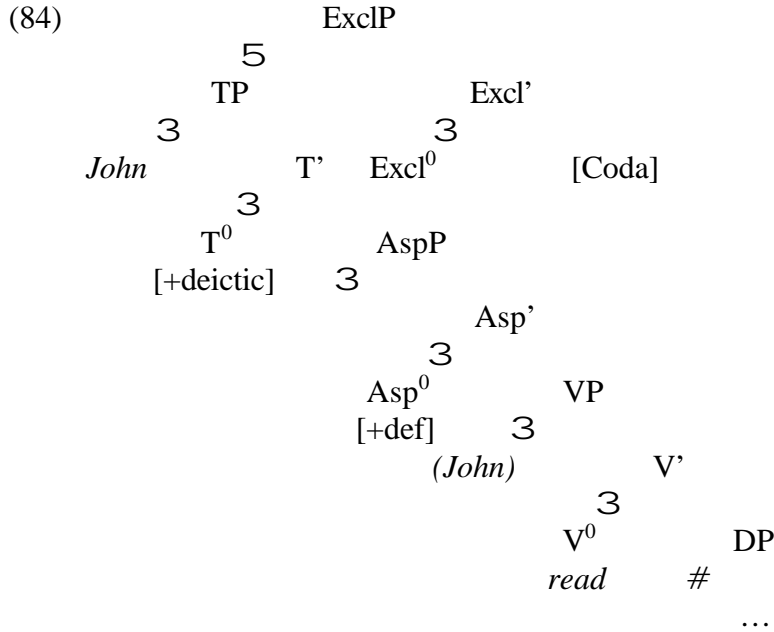 (84) ExclP
5
TP Excl’
3 3
John T’ Excl⁰ [Coda]
3
T⁰ AspP
[+deictic] 3
Asp’
3
Asp⁰ VP
[+def] 3
(John) V’
3
V⁰ DP
read #
…